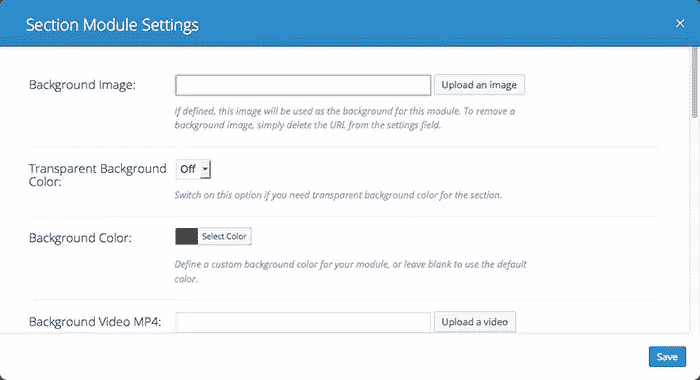 Section Module Settings ×
Background Image: Upload an image
If defined, this image will be used as the background for this module. To remove a
background image, simply delete the URL from the settings field.
Transparent Background Off
Color:
Switch on this option if you need transparent background color for the section.
Background Color: Select Color
Define a custom background color for your module, or leave blank to use the default
color.
Background Video MP4: Upload a video
Save